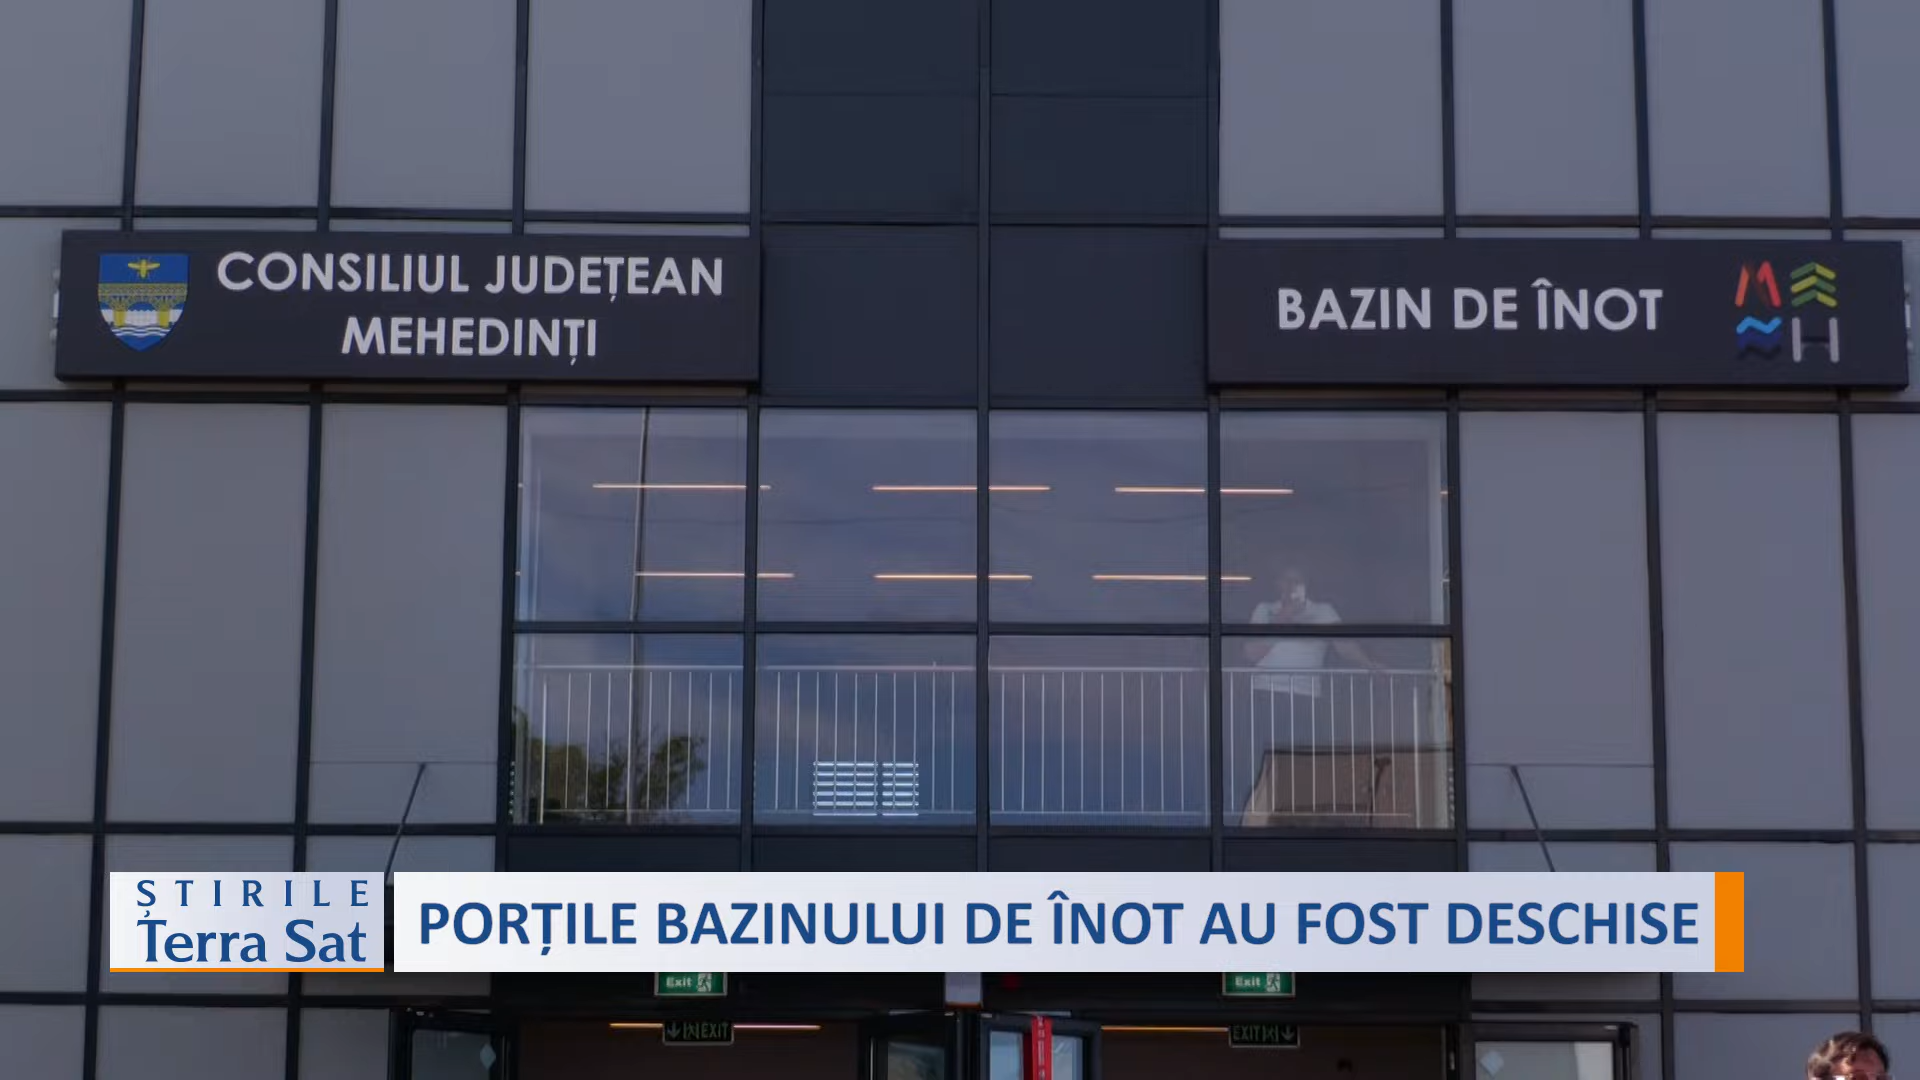 CONSILIUL JUDEȚEAN
MEHEDINȚI
BAZIN DE ÎNOT
M
H
ȘTIRILE
Terra Sat
PORȚILE BAZINULUI DE ÎNOT AU FOST DESCHISE
Exit
Exit
EXIT
EXIT